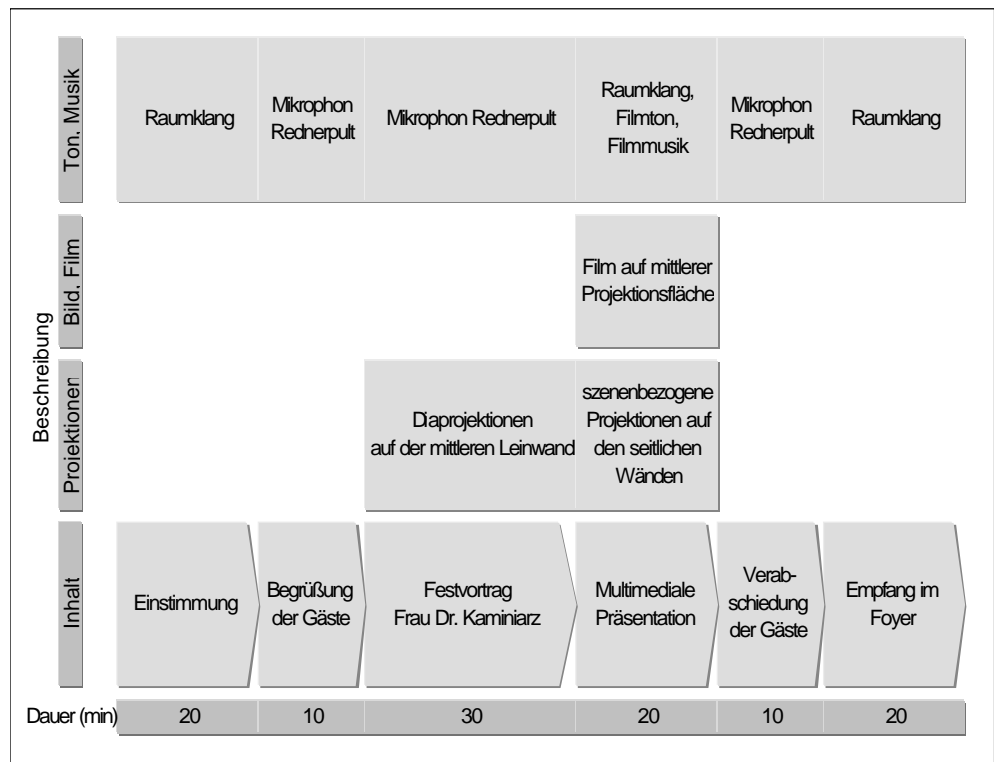 Beschreibung
Ton. Musik
Raumklang
Mikrophon
Rednerpult
Mikrophon Rednerpult
Raumklang,
Filmton,
Filmmusik
Mikrophon
Rednerpult
Raumklang
Bild. Film
Film auf mittlerer
Projektionsfläche
Projektionen
Diaprojektionen
auf der mittleren Leinwand
szenenbezogene
Projektionen auf
den seitlichen
Wänden
Inhalt
Einstimmung
Begrüßung
der Gäste
Festvortrag
Frau Dr. Kaminiarz
Multimediale
Präsentation
Verab-
schiedung
der Gäste
Empfang im
Foyer
Dauer (min)
20
10
30
20
10
20